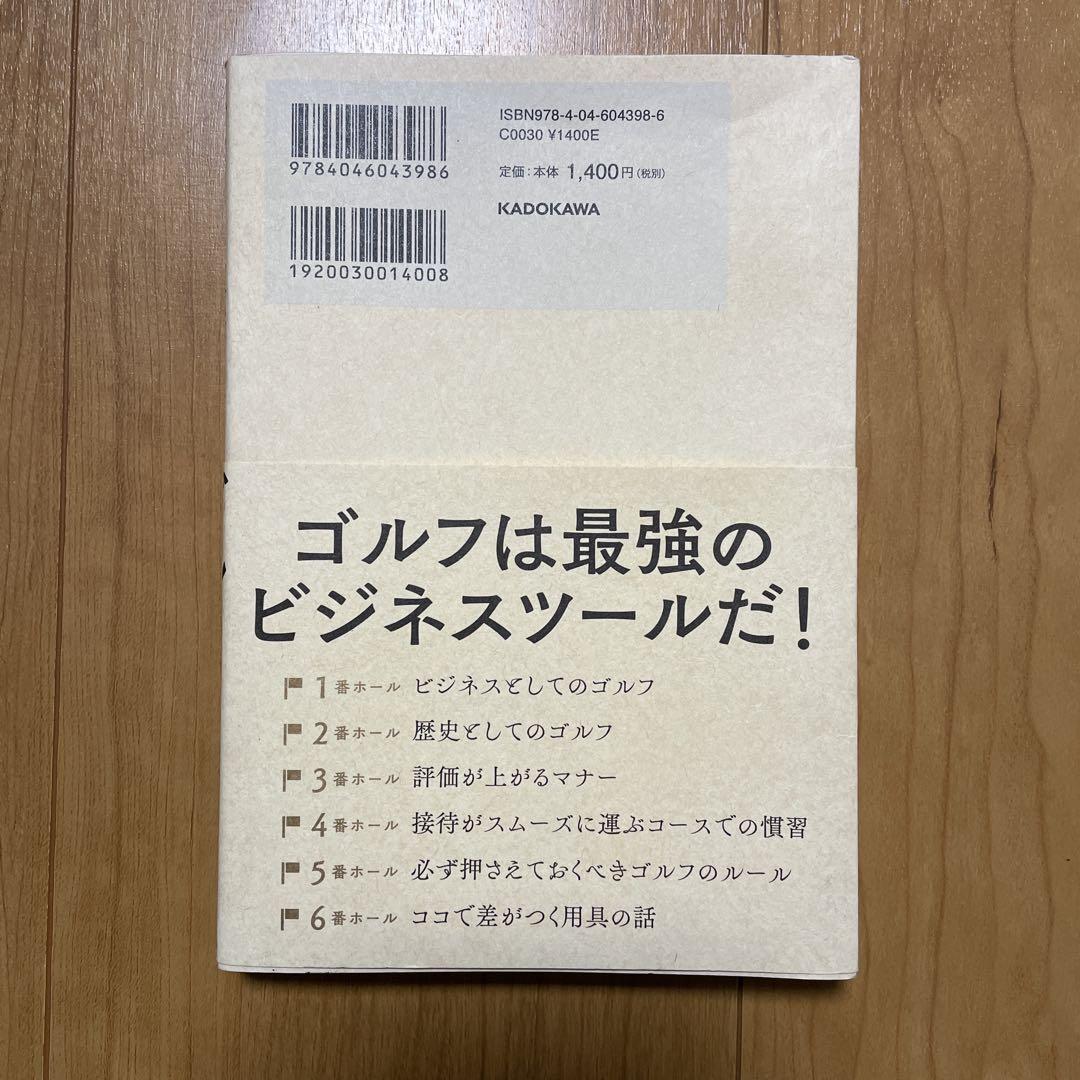 ISBN978-4-04-604398-6
C0030 ¥1400E
9784046043986
定価：本体 1,400円（税別）
KADOKAWA
1920030014008
ゴルフは最強の
ビジネスツールだ！
1番ホール ビジネスとしてのゴルフ
2番ホール 歴史としてのゴルフ
3番ホール 評価が上がるマナー
4番ホール 接待がスムーズに運ぶコースでの慣習
5番ホール 必ず押さえておくべきゴルフのルール
6番ホール ココで差がつく用具の話